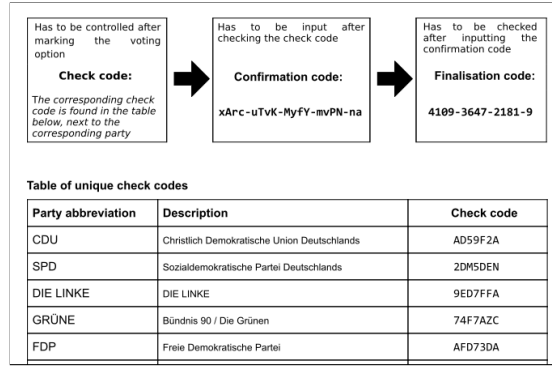 Has to be controlled after
marking the voting
option
Check code:
The corresponding check
code is found in the table
below, next to the
corresponding party
Has to be input after
checking the check code
Confirmation code:
xArc-uTvK-MyfY-mvPN-na
Has to be checked
after inputting the
confirmation code
Finalisation code:
4109-3647-2181-9
Table of unique check codes
Party abbreviation Description Check code
CDU Christlich Demokratische Union Deutschlands AD59F2A
SPD Sozialdemokratische Partei Deutschlands 2DM5DEN
DIE LINKE DIE LINKE 9ED7FFA
GRÜNE Bündnis 90 / Die Grünen 74F7AZC
FDP Freie Demokratische Partei AFD73DA